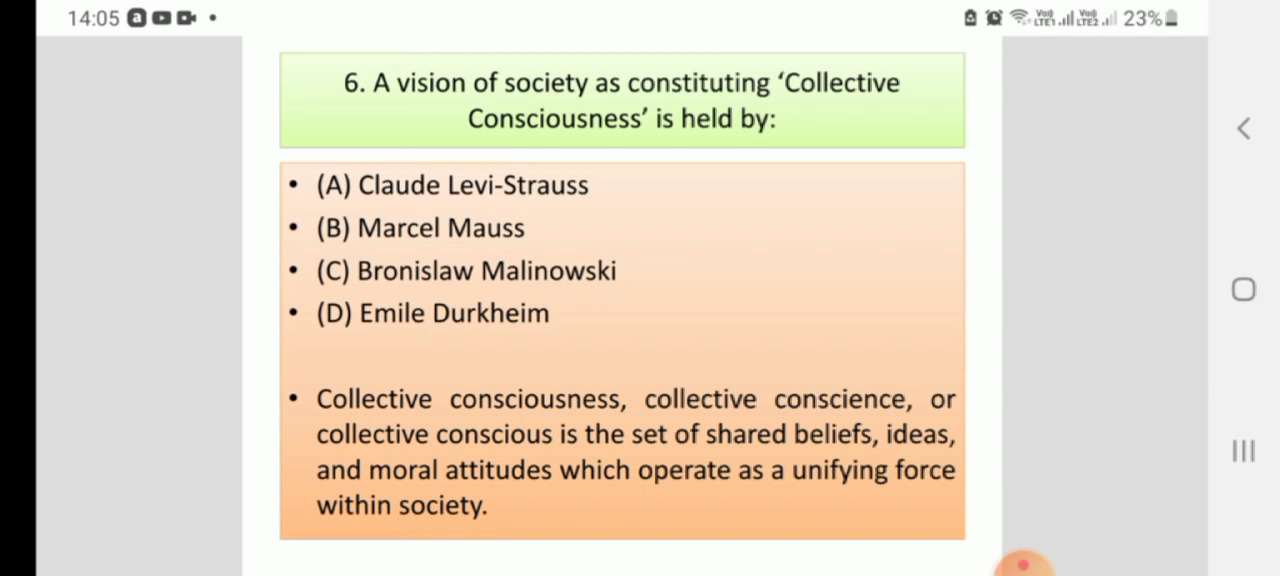 14:05
23%
6. A vision of society as constituting ‘Collective
Consciousness’ is held by:
• (A) Claude Levi-Strauss
• (B) Marcel Mauss
• (C) Bronislaw Malinowski
• (D) Emile Durkheim
• Collective consciousness, collective conscience, or
collective conscious is the set of shared beliefs, ideas,
and moral attitudes which operate as a unifying force
within society.